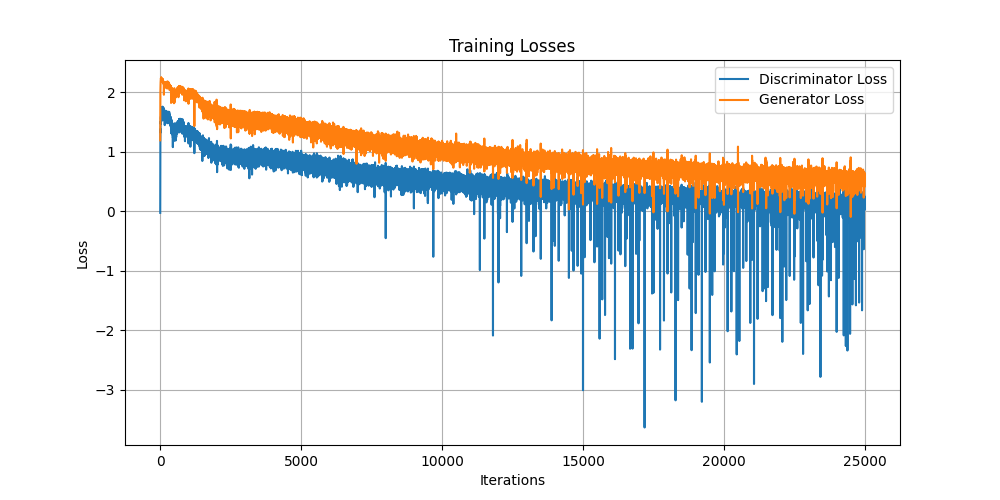 Training Losses
Discriminator Loss
Generator Loss
2
1
0
−1
−2
−3
Loss
0
5000
10000
15000
20000
25000
Iterations